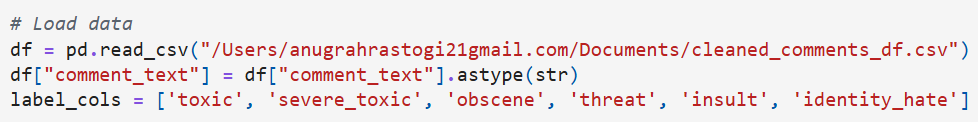 # Load data
df = pd.read_csv("/Users/anugrahrastogi21gmail.com/Documents/cleaned_comments_df.csv")
df["comment_text"] = df["comment_text"].astype(str)
label_cols = ['toxic', 'severe_toxic', 'obscene', 'threat', 'insult', 'identity_hate']